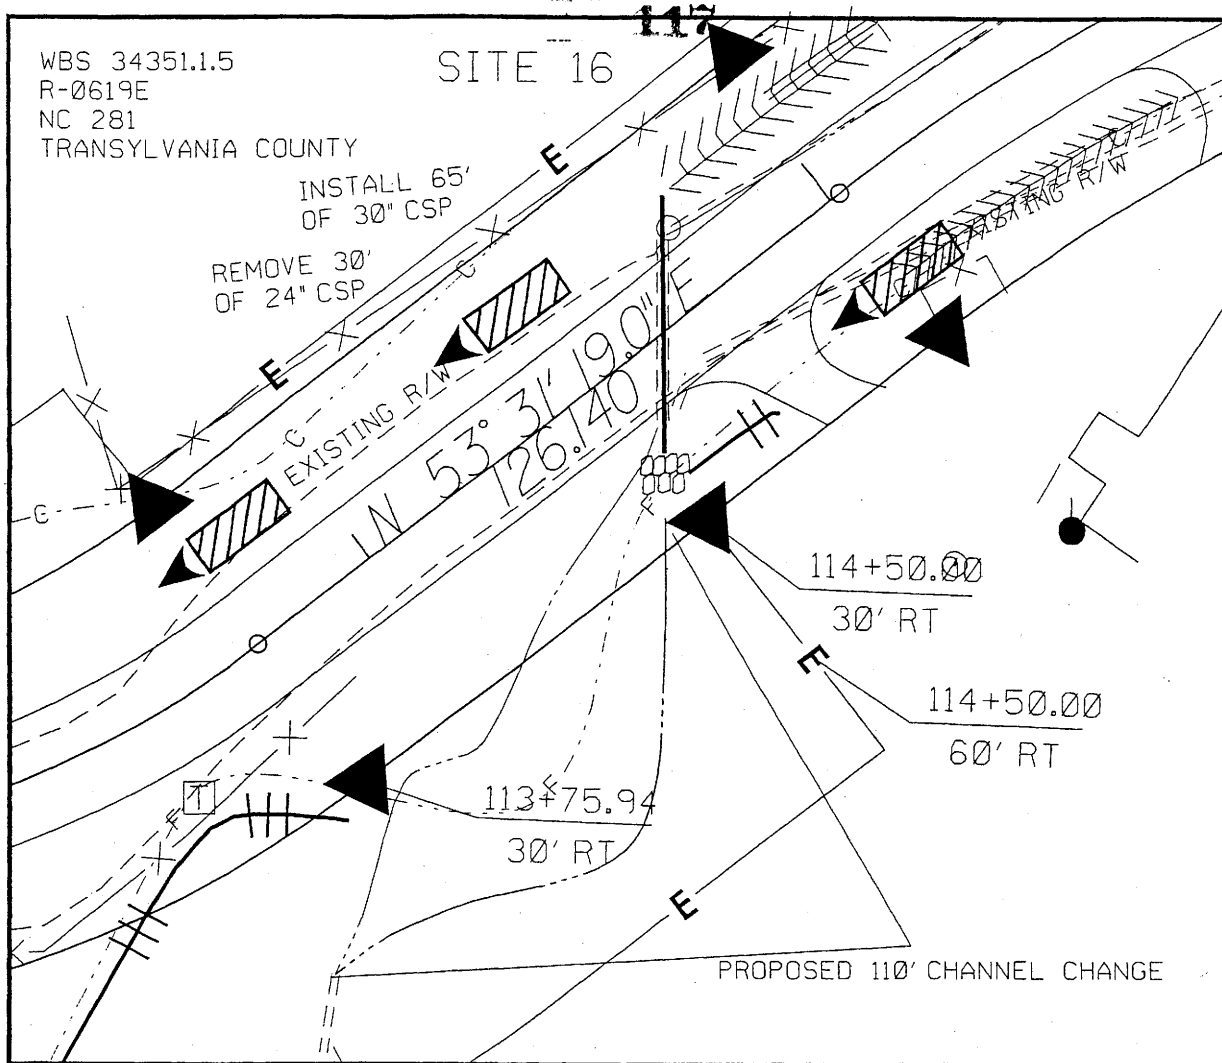 117
WBS 34351.1.5
R-0619E
NC 281
TRANSYLVANIA COUNTY
SITE 16
INSTALL 65'
OF 30" CSP
REMOVE 30'
OF 24" CSP
E
E
C
C
C
EXISTING R/W
EXISTING R/W
N 53° 31' 19.0" E
126.140
F
114+50.00
30' RT
E
114+50.00
60' RT
T
F
F
113+75.94
30' RT
E
PROPOSED 110' CHANNEL CHANGE